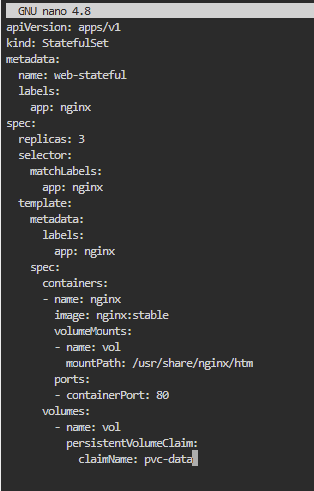 GNU nano 4.8
apiVersion: apps/v1
kind: StatefulSet
metadata:
  name: web-stateful
  labels:
    app: nginx
spec:
  replicas: 3
  selector:
    matchLabels:
      app: nginx
  template:
    metadata:
      labels:
        app: nginx
    spec:
      containers:
      - name: nginx
        image: nginx:stable
        volumeMounts:
        - name: vol
          mountPath: /usr/share/nginx/htm
        ports:
        - containerPort: 80
      volumes:
        - name: vol
          persistentVolumeClaim:
            claimName: pvc-data